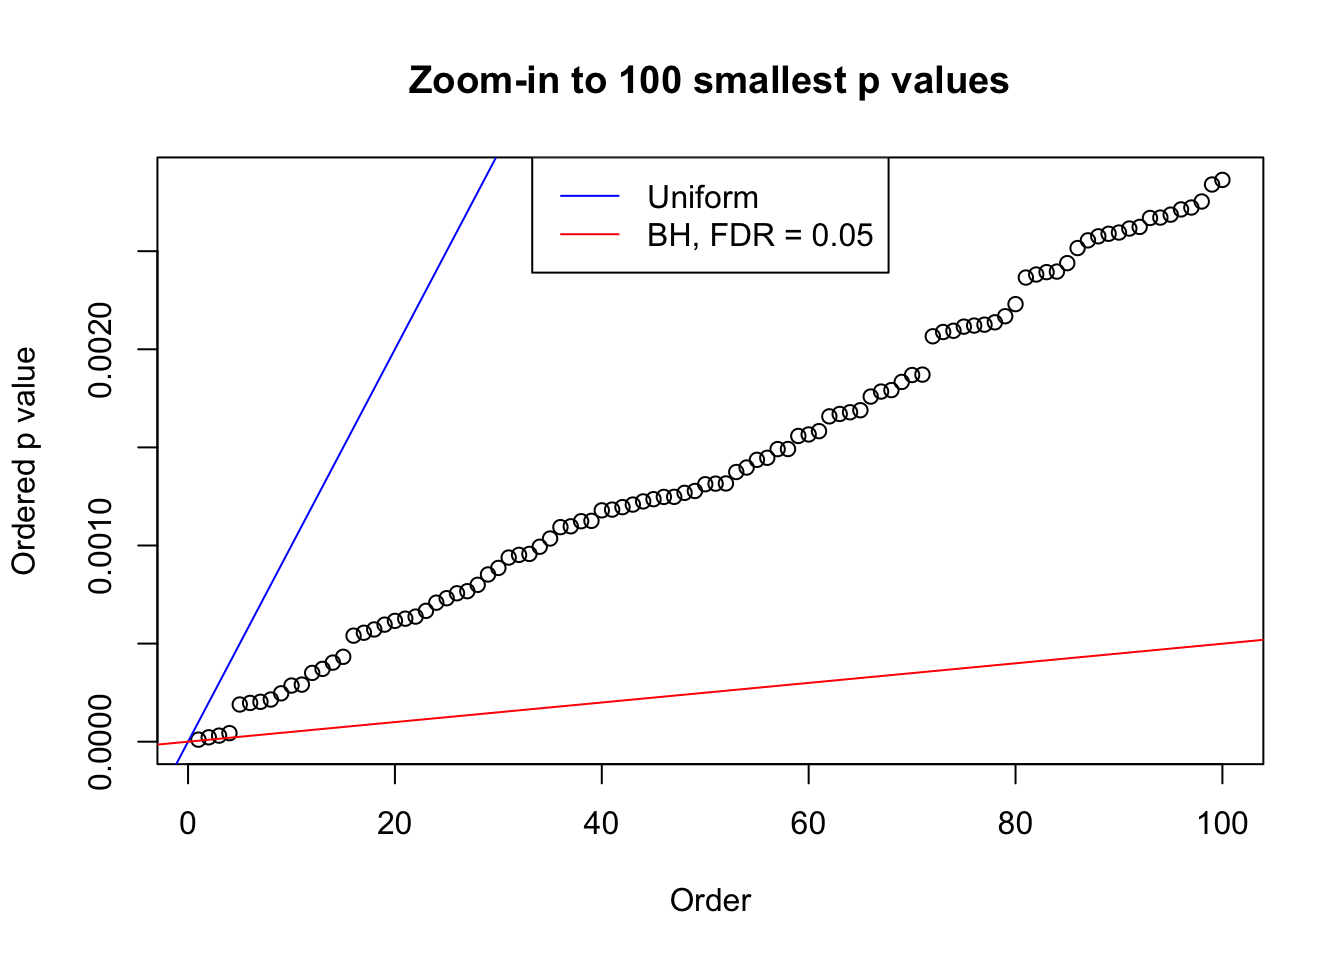 Zoom-in to 100 smallest p values
Uniform
BH, FDR = 0.05
Ordered p value
0.0020
0.0010
0.0000
0 20 40 60 80 100
Order